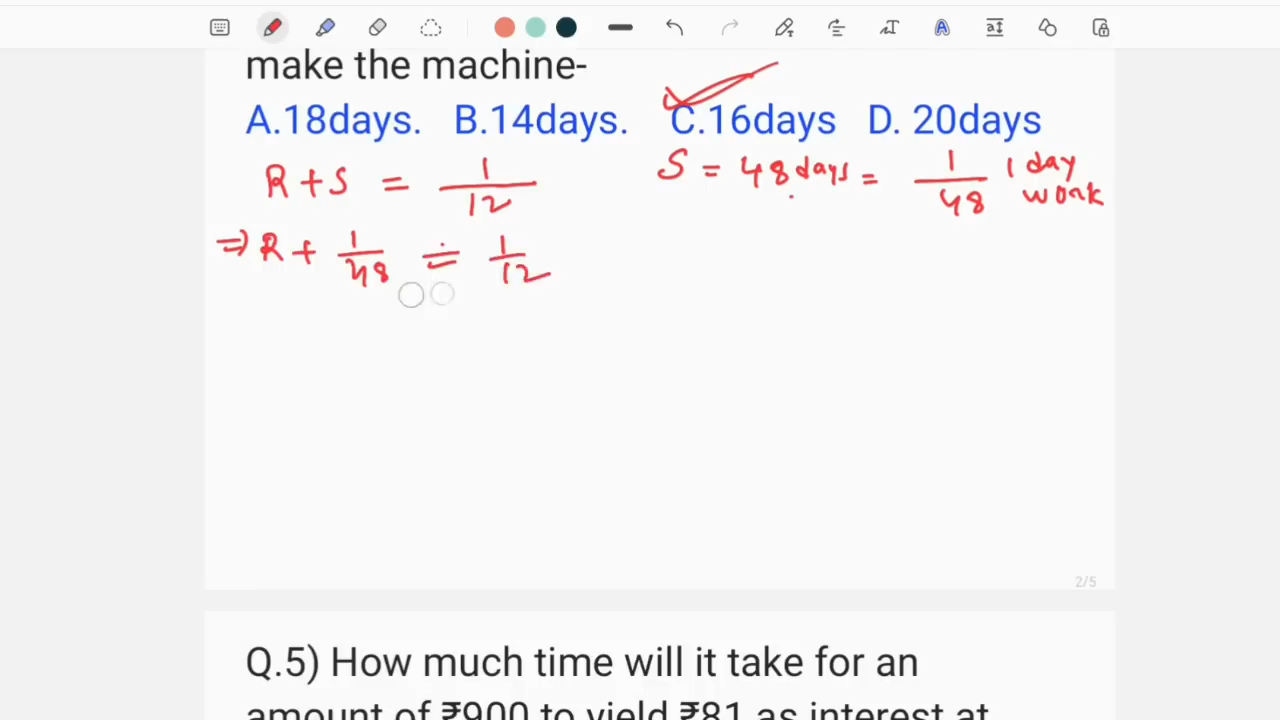 make the machine-
A.18days. B.14days. C.16days D. 20days
R + S = 1/12 S = 48 days = 1/48 1 day work
⇒ R + 1/48 = 1/12
2/5
Q.5) How much time will it take for an
amount of ₹900 to yield ₹81 as interest at